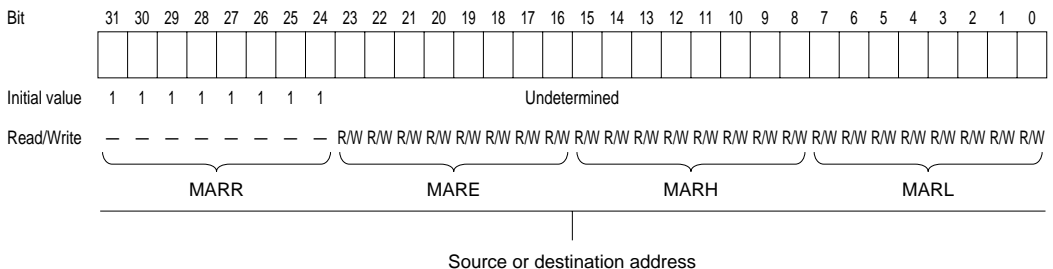 Bit 31 30 29 28 27 26 25 24 23 22 21 20 19 18 17 16 15 14 13 12 11 10 9 8 7 6 5 4 3 2 1 0
Initial value 1 1 1 1 1 1 1 1 Undetermined
Read/Write — — — — — — — — R/W R/W R/W R/W R/W R/W R/W R/W R/W R/W R/W R/W R/W R/W R/W R/W R/W R/W R/W R/W R/W R/W R/W R/W
MARR MARE MARH MARL
Source or destination address